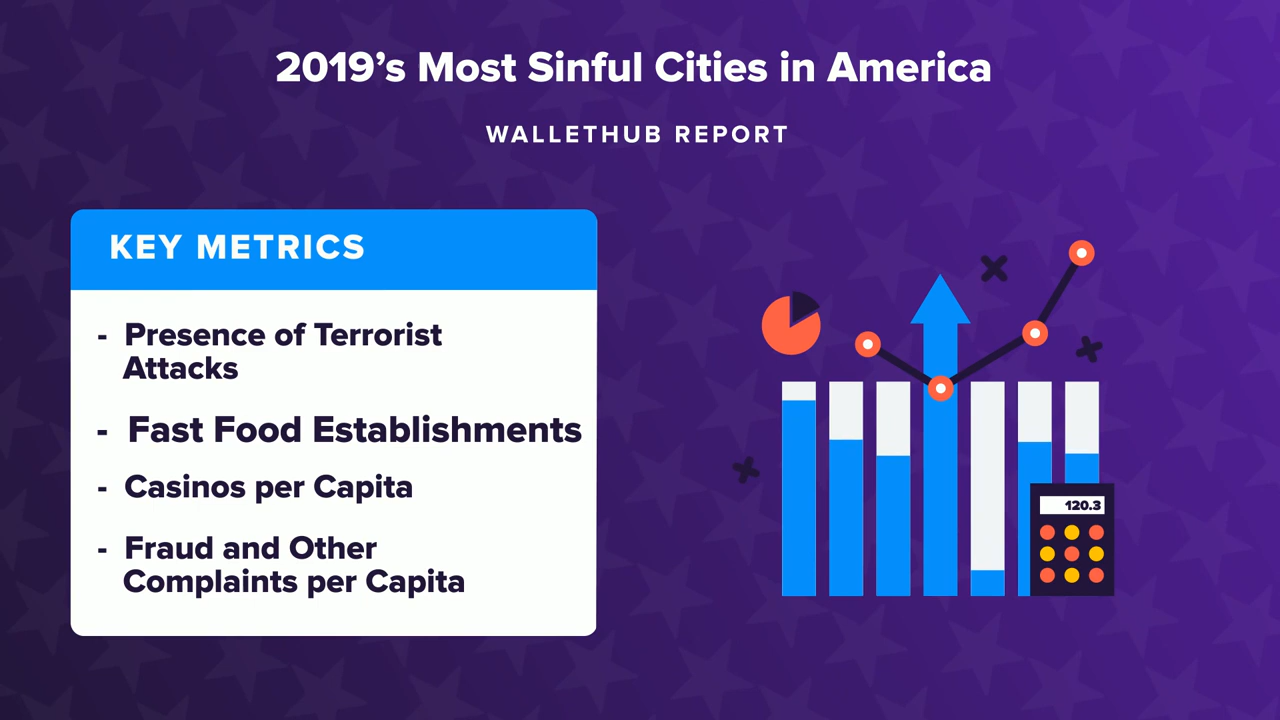 2019's Most Sinful Cities in America
WALLETHUB REPORT
KEY METRICS
- Presence of Terrorist
Attacks
- Fast Food Establishments
- Casinos per Capita
- Fraud and Other
Complaints per Capita
120.3